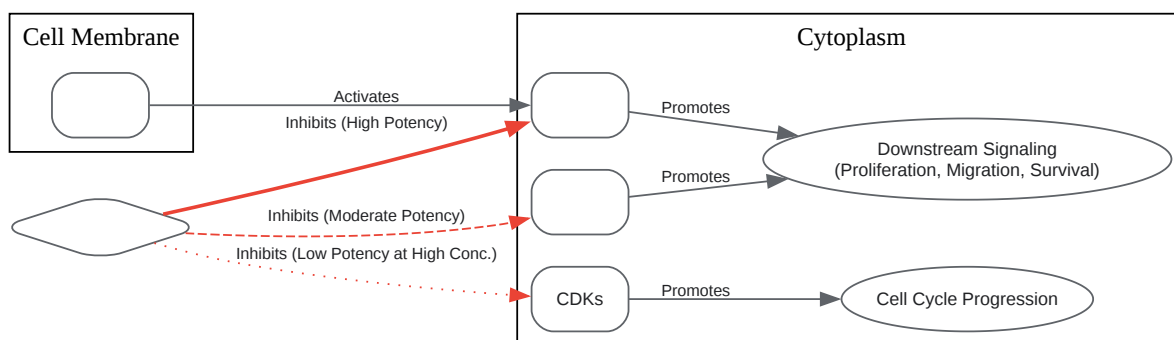 Cell Membrane
Cytoplasm
Activates
Inhibits (High Potency)
Promotes
Downstream Signaling
(Proliferation, Migration, Survival)
Promotes
Inhibits (Moderate Potency)
Inhibits (Low Potency at High Conc.)
CDKs
Promotes
Cell Cycle Progression